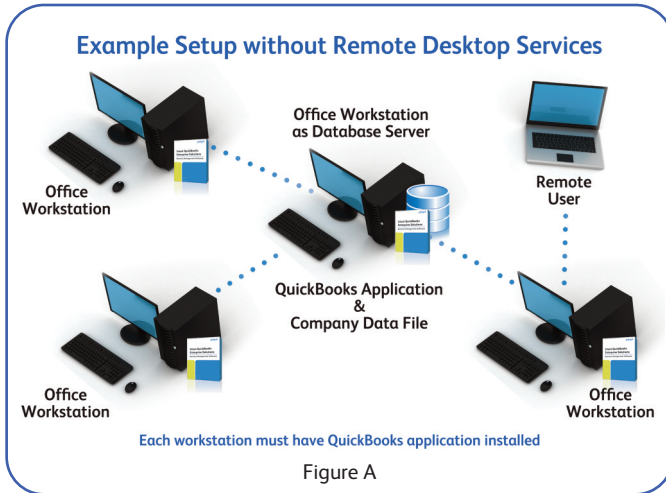 Example Setup without Remote Desktop Services
Office Workstation
as Database Server
Office
Workstation
Remote
User
QuickBooks Application
&
Company Data File
Office
Workstation
Office
Workstation
Each workstation must have QuickBooks application installed
Figure A